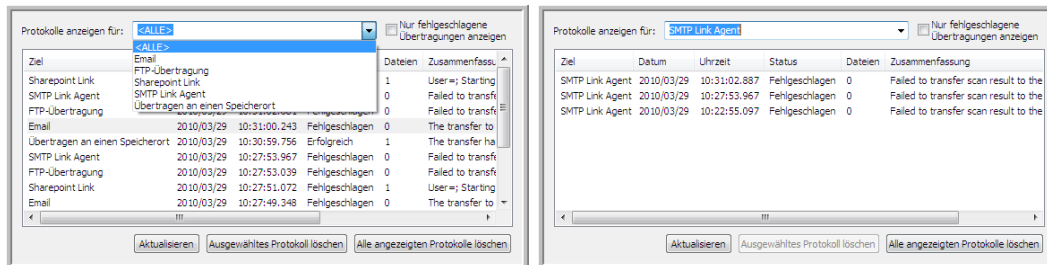 Protokolle anzeigen für: <ALLE> Nur fehlgeschlagene Übertragungen anzeigen
<ALLE>
Email
FTP-Übertragung
Sharepoint Link
SMTP Link Agent
Übertragen an einen Speicherort
Ziel Dateien Zusammenfassu
Sharepoint Link 1 User=; Starting
SMTP Link Agent 0 Failed to transfe
FTP-Übertragung 2010/03/29 Fehlgeschlagen 0 Failed to transfe
Email 2010/03/29 10:31:00.243 Fehlgeschlagen 0 The transfer to
Übertragen an einen Speicherort 2010/03/29 10:30:59.756 Erfolgreich 1 The transfer ha
SMTP Link Agent 2010/03/29 10:27:53.967 Fehlgeschlagen 0 Failed to transfe
FTP-Übertragung 2010/03/29 10:27:53.039 Fehlgeschlagen 0 Failed to transfe
Sharepoint Link 2010/03/29 10:27:51.072 Fehlgeschlagen 1 User=; Starting
Email 2010/03/29 10:27:49.348 Fehlgeschlagen 0 The transfer to
Aktualisieren Ausgewähltes Protokoll löschen Alle angezeigten Protokolle löschen
Protokolle anzeigen für: SMTP Link Agent Nur fehlgeschlagene Übertragungen anzeigen
Ziel Datum Uhrzeit Status Dateien Zusammenfassung
SMTP Link Agent 2010/03/29 10:31:02.887 Fehlgeschlagen 0 Failed to transfer scan result to the
SMTP Link Agent 2010/03/29 10:27:53.967 Fehlgeschlagen 0 Failed to transfer scan result to the
SMTP Link Agent 2010/03/29 10:22:55.097 Fehlgeschlagen 0 Failed to transfer scan result to the
Aktualisieren Ausgewähltes Protokoll löschen Alle angezeigten Protokolle löschen